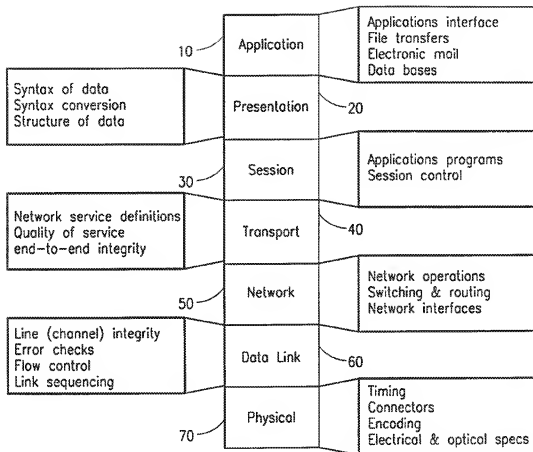 Application
10
Applications interface
File transfers
Electronic mail
Data bases
Syntax of data
Syntax conversion
Structure of data
Presentation
20
Session
30
Applications programs
Session control
Network service definitions
Quality of service
end-to-end integrity
Transport
40
Network
50
Network operations
Switching & routing
Network interfaces
Line (channel) integrity
Error checks
Flow control
Link sequencing
Data Link
60
Physical
70
Timing
Connectors
Encoding
Electrical & optical specs